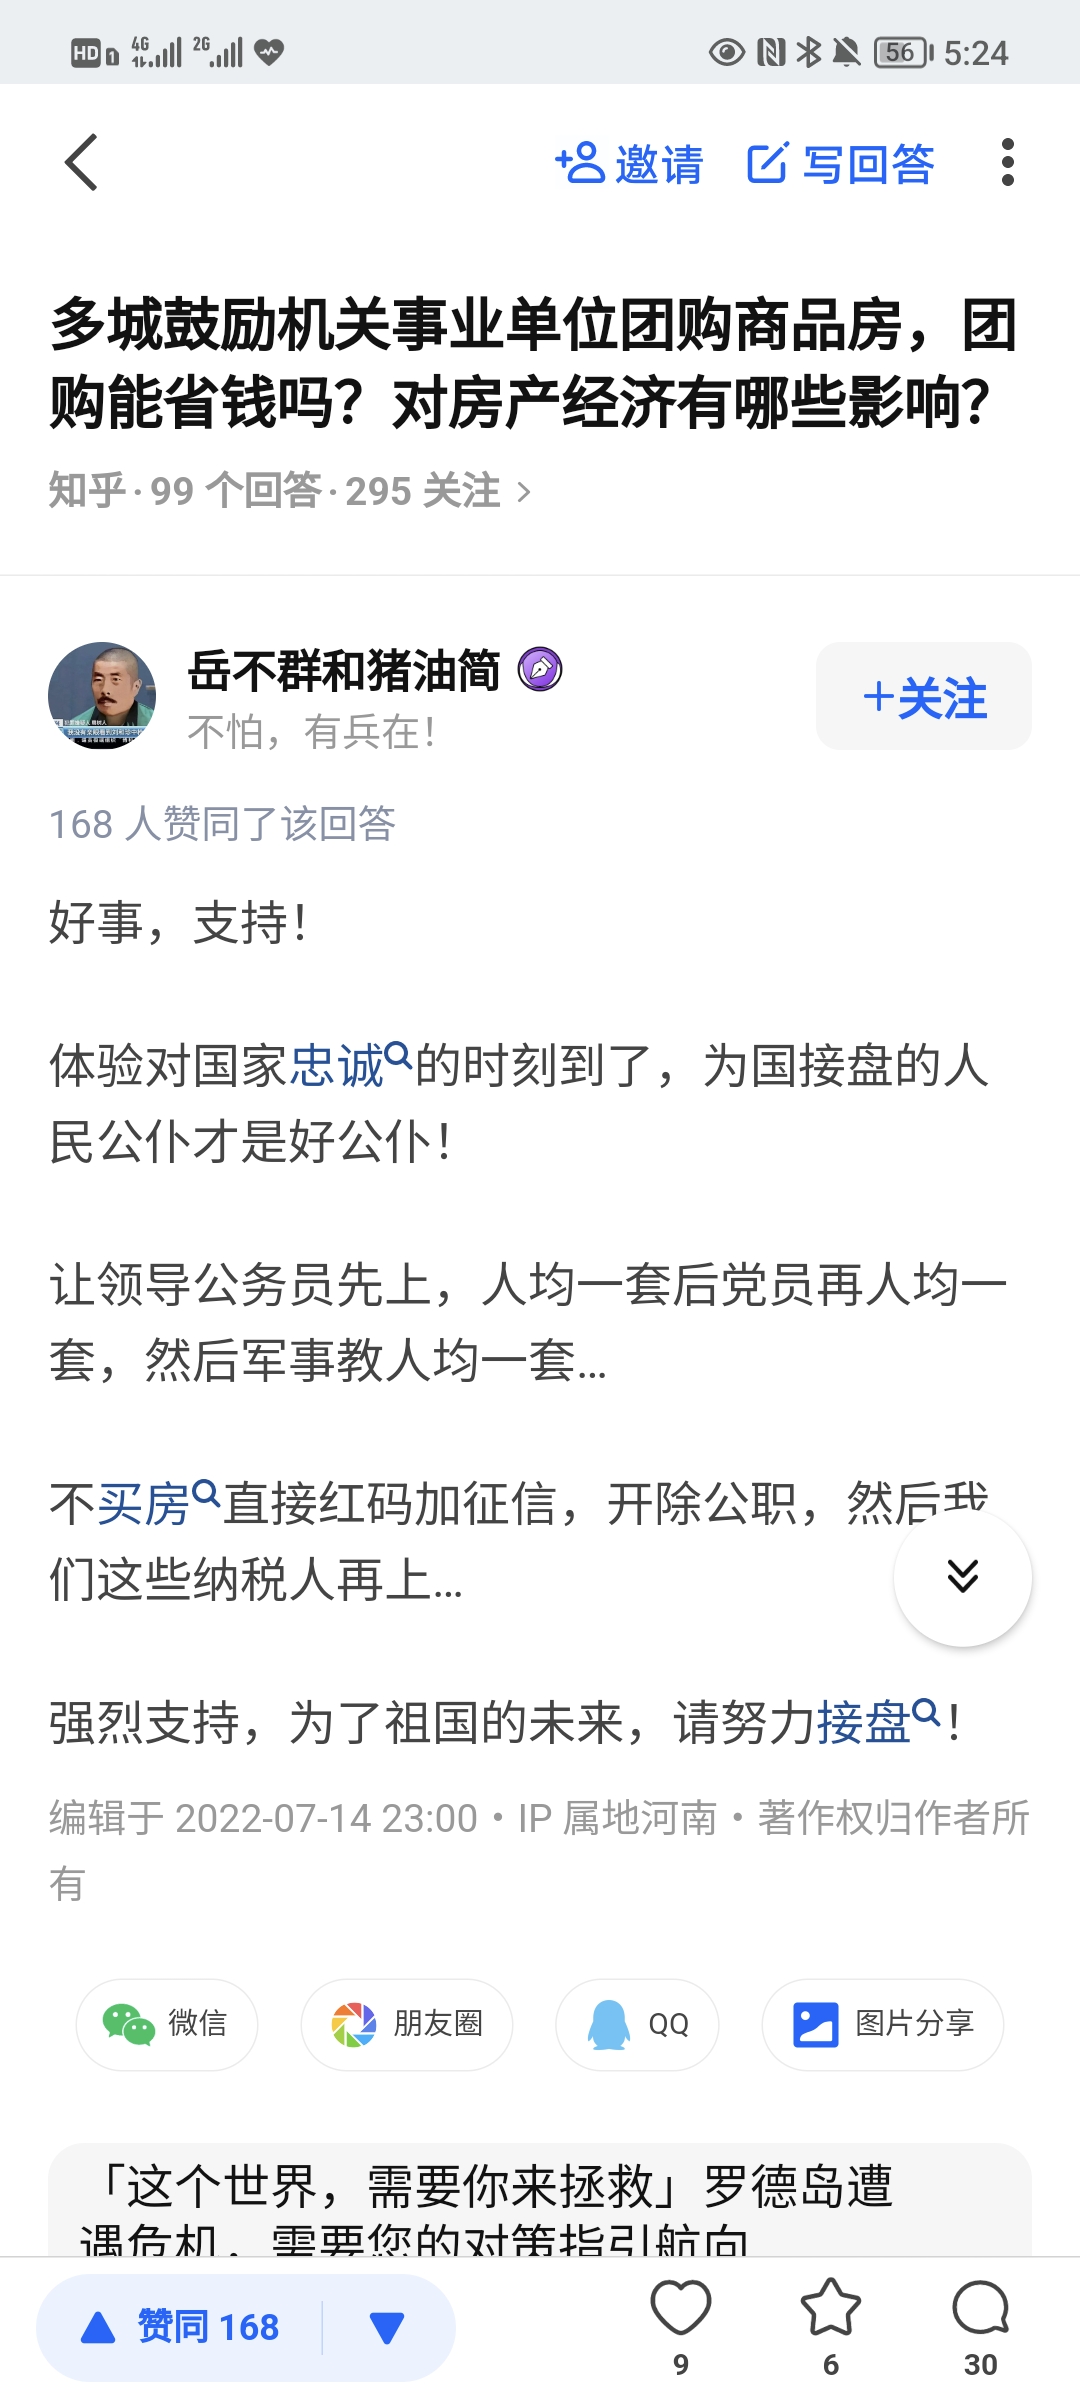 HD 1 4G 2G 56 5:24
邀请 写回答
多城鼓励机关事业单位团购商品房，团
购能省钱吗？对房产经济有哪些影响？
知乎·99 个回答·295 关注 >
岳不群和猪油简
不怕，有兵在！
+关注
168 人赞同了该回答
好事，支持！
体验对国家忠诚的时刻到了，为国接盘的人
民公仆才是好公仆！
让领导公务员先上，人均一套后党员再人均一
套，然后军事教人均一套...
不买房直接红码加征信，开除公职，然后我
们这些纳税人再上...
强烈支持，为了祖国的未来，请努力接盘！
编辑于 2022-07-14 23:00・IP 属地河南・著作权归作者所
有
微信 朋友圈 QQ 图片分享
「这个世界，需要你来拯救」罗德岛遭
遇危机，需要您的对策指引航向
赞同 168
9 6 30